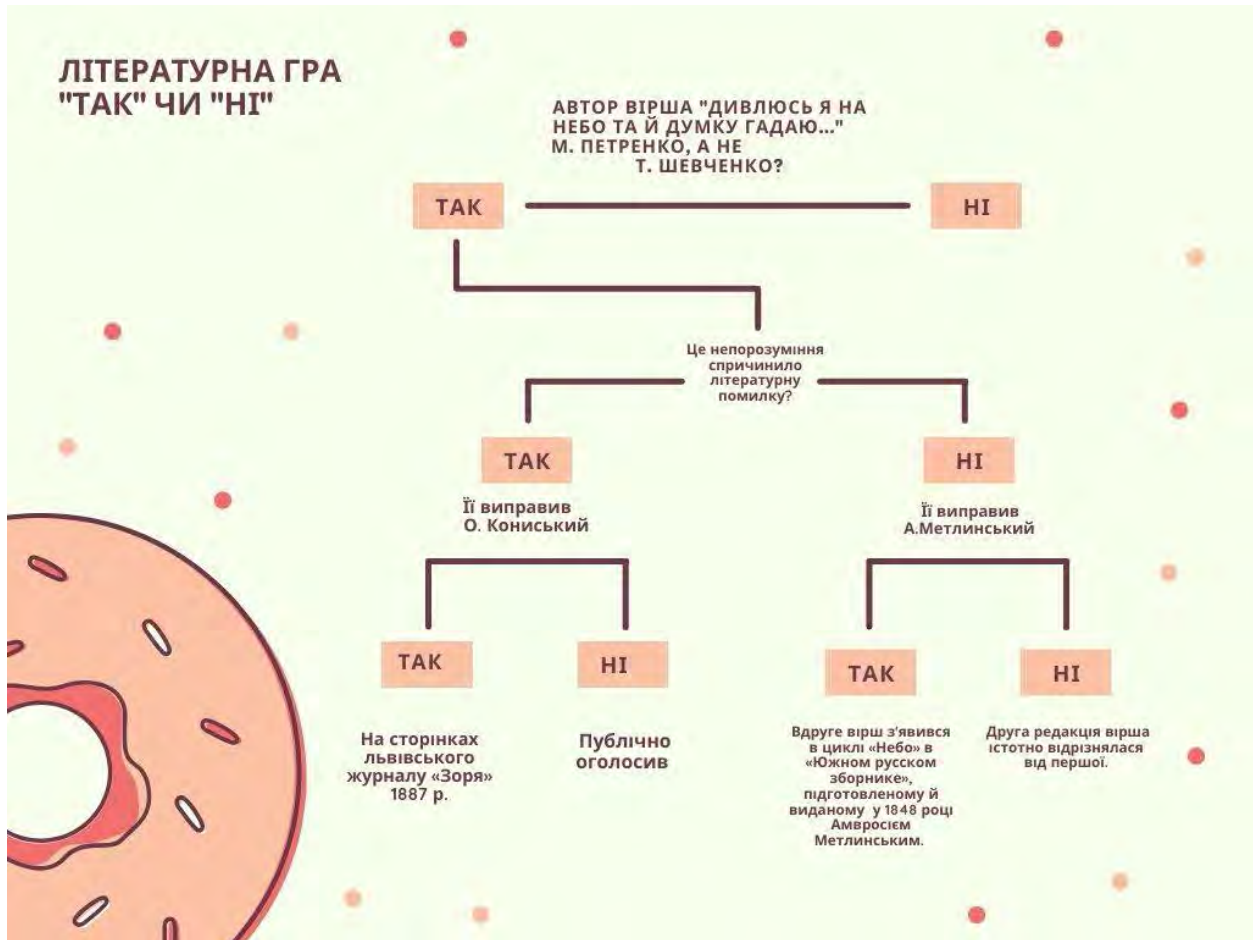 ЛІТЕРАТУРНА ГРА
"ТАК" ЧИ "НІ"
АВТОР ВІРША "ДИВЛЮСЬ Я НА
НЕБО ТА Й ДУМКУ ГАДАЮ..."
М. ПЕТРЕНКО, А НЕ
Т. ШЕВЧЕНКО?
ТАК
НІ
Це непорозуміння
спричинило
літературну
помилку?
ТАК
НІ
Її виправив
О. Кониський
Її виправив
А.Метлинський
ТАК
НІ
ТАК
НІ
На сторінках
львівського
журналу «Зоря»
1887 р.
Публічно
оголосив
Вдруге вірш з'явився
в циклі «Небо» в
«Южном русском
зборнике»,
підготовленому й
виданому у 1848 році
Амвросієм
Метлинським.
Друга редакція вірша
істотно відрізнялася
від першої.